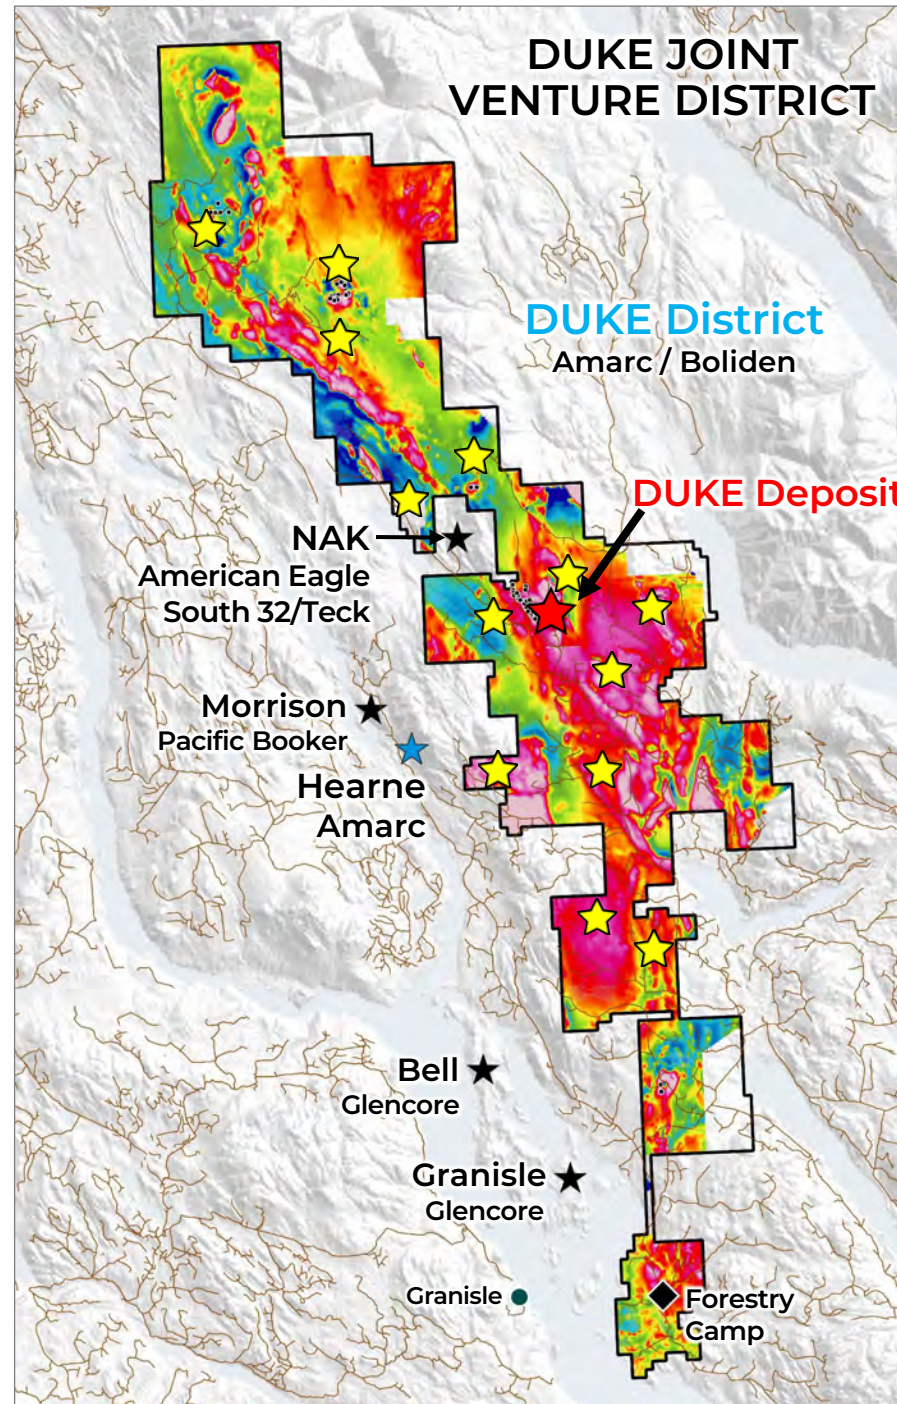 DUKE JOINT
VENTURE DISTRICT
DUKE District
Amarc / Boliden
DUKE Deposit
NAK
American Eagle
South 32/Teck
Morrison
Pacific Booker
Hearne
Amarc
Bell
Glencore
Granisle
Glencore
Granisle
Forestry
Camp